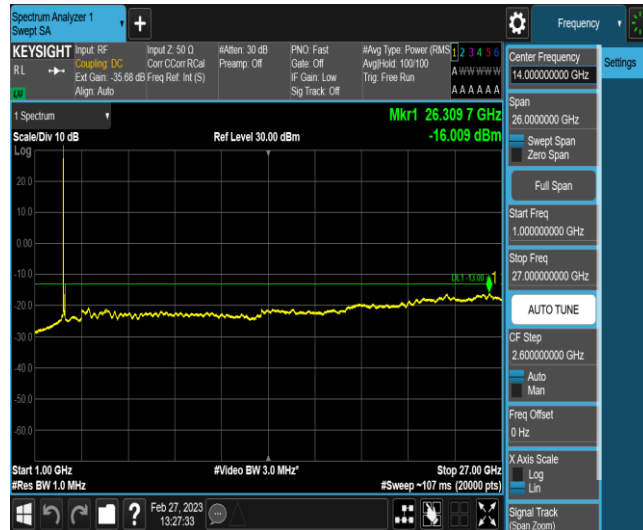 Spectrum Analyzer 1
Swept SA
Frequency
KEYSIGHT
RL
Input: RF
Coupling: DC
Ext Gain: -35.68 dB
Align: Auto
Input Z: 50 Ω
Corr CCorr RCal
Freq Ref: Int (S)
#Atten: 30 dB
Preamp: Off
PNO: Fast
Gate: Off
IF Gain: Low
Sig Track: Off
#Avg Type: Power (RMS
Avg|Hold: 100/100
Trig: Free Run
1 2 3 4 5 6
A W W W W W
A A A A A A
1 Spectrum
Scale/Div 10 dB
Ref Level 30.00 dBm
Mkr1 26.309 7 GHz
-16.009 dBm
Log
20.0
10.0
0.00
-10.0
-20.0
-30.0
-40.0
-50.0
-60.0
DL1 -13.00
1
Start 1.00 GHz
#Res BW 1.0 MHz
#Video BW 3.0 MHz*
Stop 27.00 GHz
#Sweep ~107 ms (20000 pts)
Feb 27, 2023
13:27:33
Center Frequency
14.000000000 GHz
Span
26.0000000 GHz
Swept Span
Zero Span
Full Span
Start Freq
1.000000000 GHz
Stop Freq
27.000000000 GHz
AUTO TUNE
CF Step
2.600000000 GHz
Auto
Man
Freq Offset
0 Hz
X Axis Scale
Log
Lin
Signal Track
(Span Zoom)
Settings